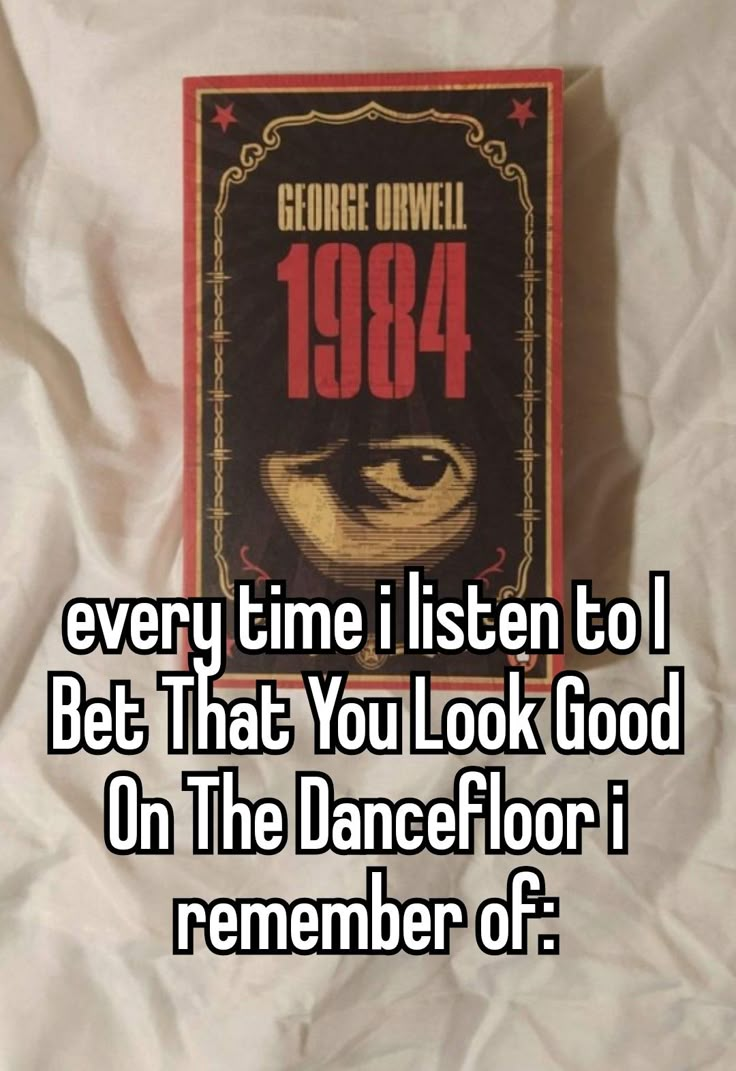 GEORGE ORWELL
1984
every time i listen to I
Bet That You Look Good
On The Dancefloor i
remember of: